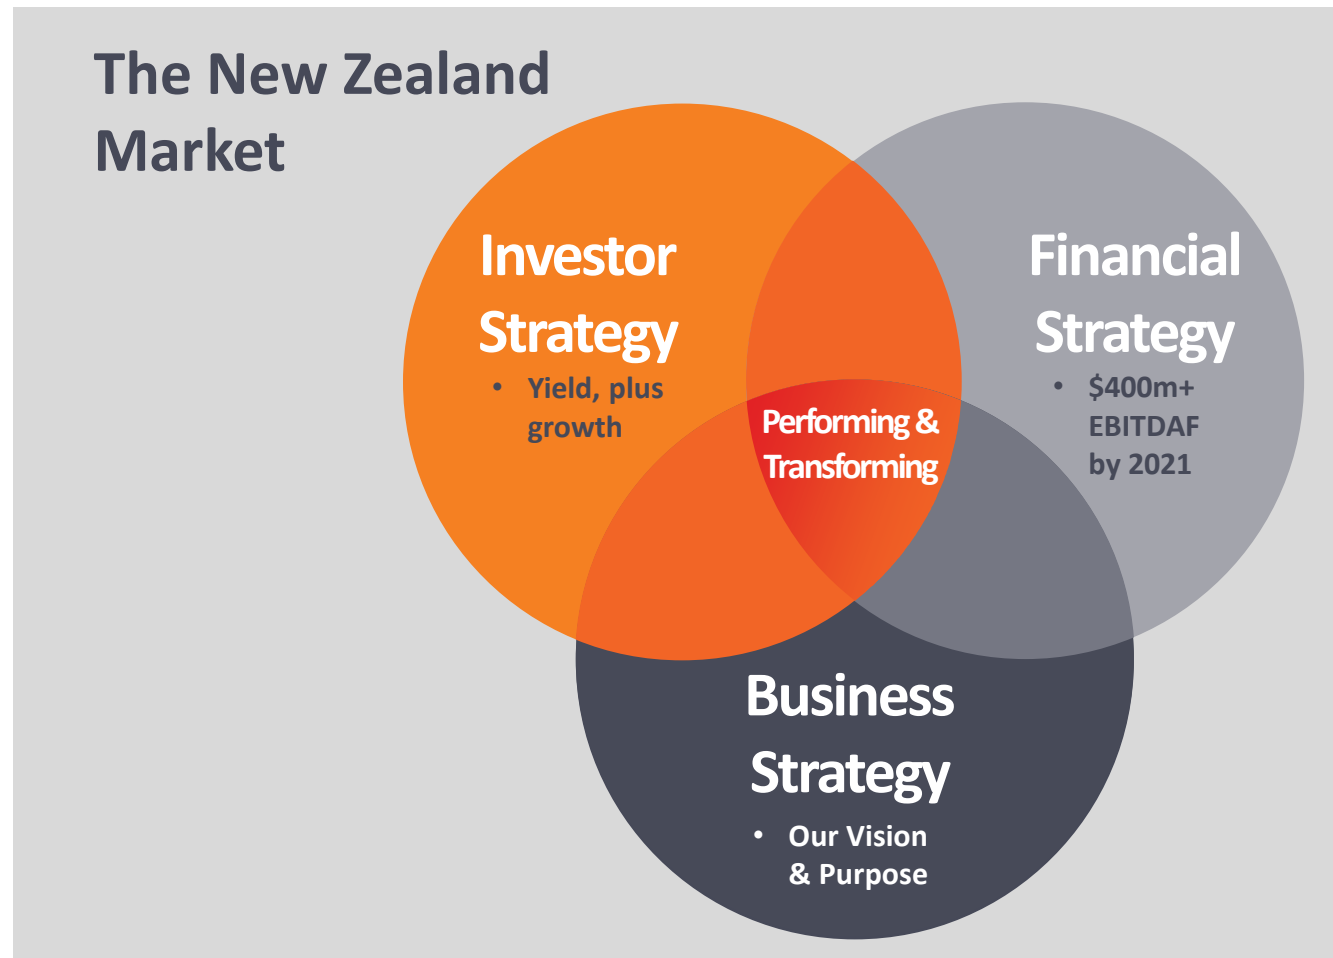 The New Zealand
Market
Investor
Strategy
• Yield, plus
growth
Financial
Strategy
• $400m+
EBITDAF
by 2021
Performing &
Transforming
Business
Strategy
• Our Vision
& Purpose